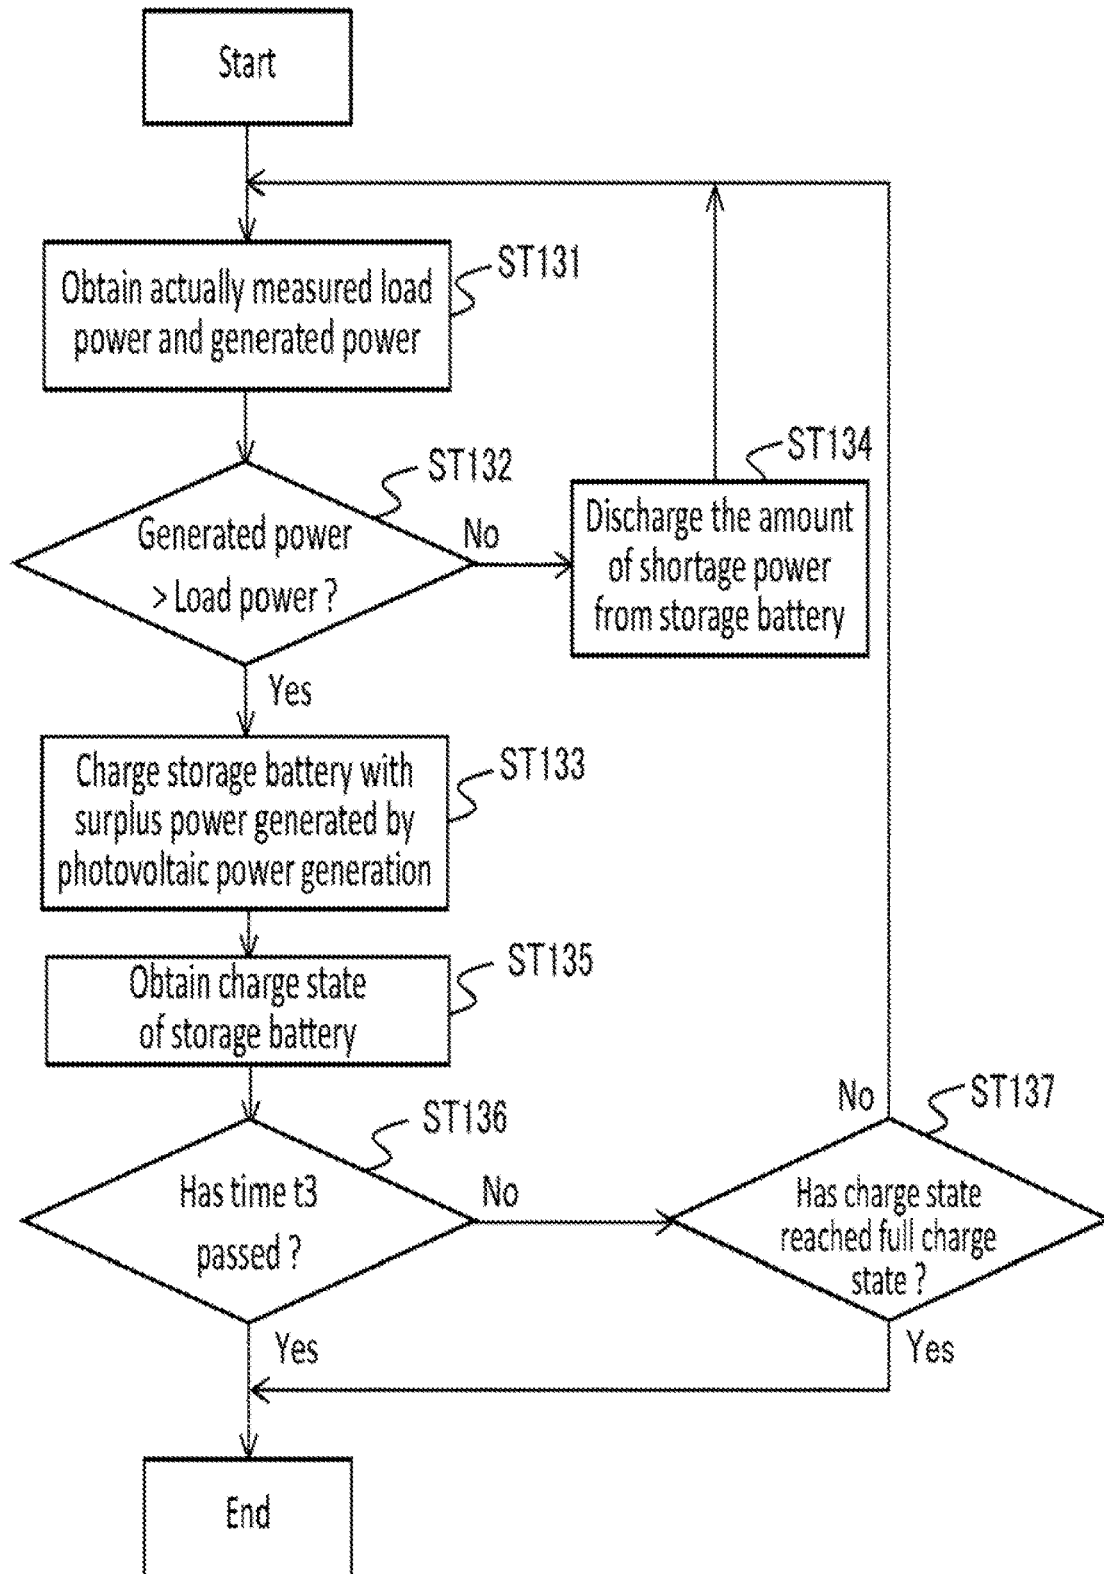 Start
ST131
Obtain actually measured load
power and generated power
ST132
Generated power
> Load power ?
No
ST134
Discharge the amount
of shortage power
from storage battery
Yes
ST133
Charge storage battery with
surplus power generated by
photovoltaic power generation
ST135
Obtain charge state
of storage battery
ST136
Has time t3
passed ?
No
ST137
No
Has charge state
reached full charge
state ?
Yes
Yes
End